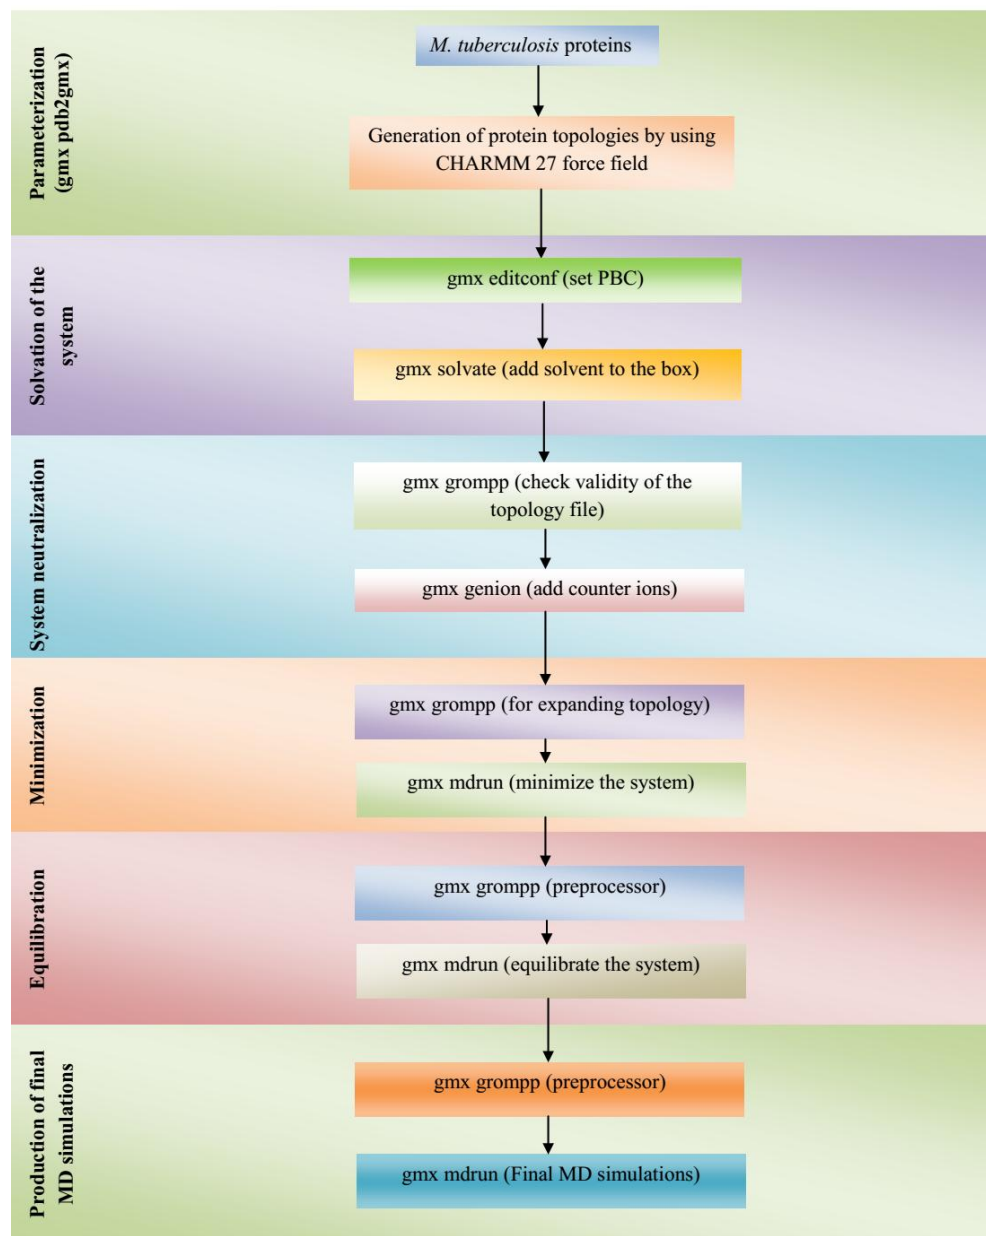 Parameterization
(gmx pdb2gmx)
M. tuberculosis proteins
Generation of protein topologies by using
CHARMM 27 force field
Solvation of the
system
gmx editconf (set PBC)
gmx solvate (add solvent to the box)
System neutralization
gmx grompp (check validity of the
topology file)
gmx genion (add counter ions)
Minimization
gmx grompp (for expanding topology)
gmx mdrun (minimize the system)
Equilibration
gmx grompp (preprocessor)
gmx mdrun (equilibrate the system)
Production of final
MD simulations
gmx grompp (preprocessor)
gmx mdrun (Final MD simulations)